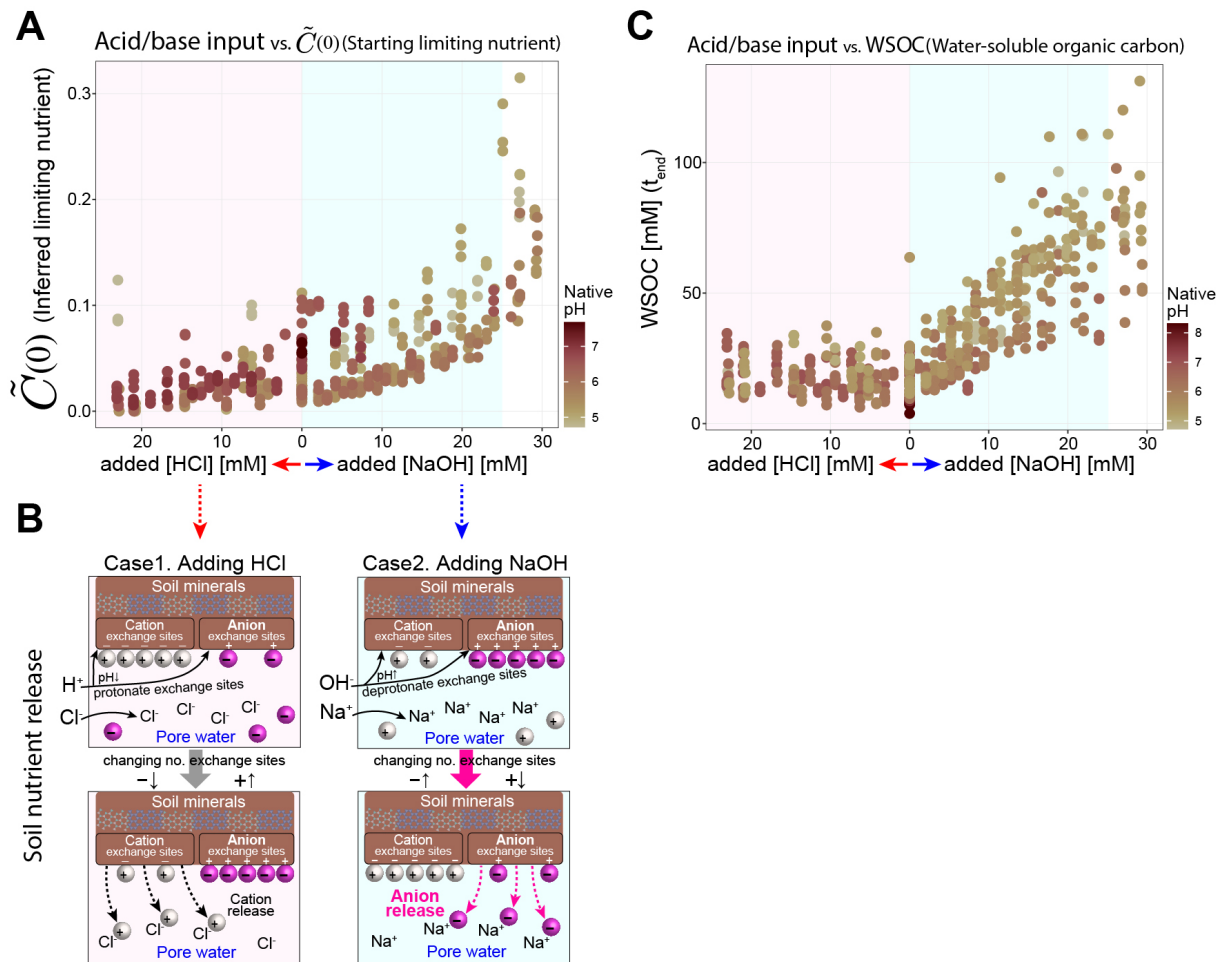 A
Acid/base input vs. C̃(0) (Starting limiting nutrient)
C̃(0) (Inferred limiting nutrient)
0.3
0.2
0.1
0.0
20
10
0
10
20
30
added [HCl] [mM]
added [NaOH] [mM]
Native
pH
7
6
5
C
Acid/base input vs. WSOC(Water-soluble organic carbon)
WSOC [mM] (tend)
100
50
0
20
10
0
10
20
30
added [HCl] [mM]
added [NaOH] [mM]
Native
pH
8
7
6
5
B
Soil nutrient release
Case1. Adding HCl
Soil minerals
Cation
exchange sites
Anion
exchange sites
− − − − −
+ +
+ + + + +
− −
H⁺
pH↓
protonate exchange sites
Cl⁻
Cl⁻ Cl⁻ Cl⁻ Cl⁻ Cl⁻
− − −
Pore water
changing no. exchange sites
−↓ +↑
Soil minerals
Cation
exchange sites
Anion
exchange sites
− −
+ + + + +
+ +
− − − − −
Cation
release
+ + +
Cl⁻ Cl⁻ Cl⁻ Cl⁻
Pore water
Case2. Adding NaOH
Soil minerals
Cation
exchange sites
Anion
exchange sites
− −
+ + + + +
+ +
− − − − −
OH⁻
pH↑
deprotonate exchange sites
Na⁺
Na⁺ Na⁺ Na⁺ Na⁺
+ + +
Pore water
changing no. exchange sites
−↑ +↓
Soil minerals
Cation
exchange sites
Anion
exchange sites
− − − − −
+ +
+ + + + +
− −
Anion
release
− − −
Na⁺ Na⁺ Na⁺ Na⁺
Pore water